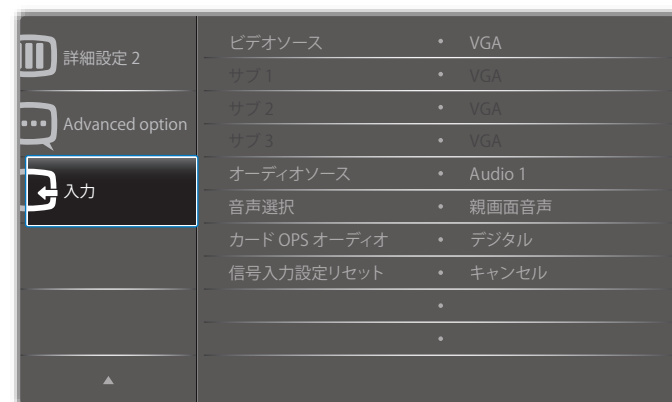 詳細設定 2
Advanced option
入力
ビデオソース • VGA
サブ 1 • VGA
サブ 2 • VGA
サブ 3 • VGA
オーディオソース • Audio 1
音声選択 • 親画面音声
カード OPS オーディオ • デジタル
信号入力設定リセット • キャンセル